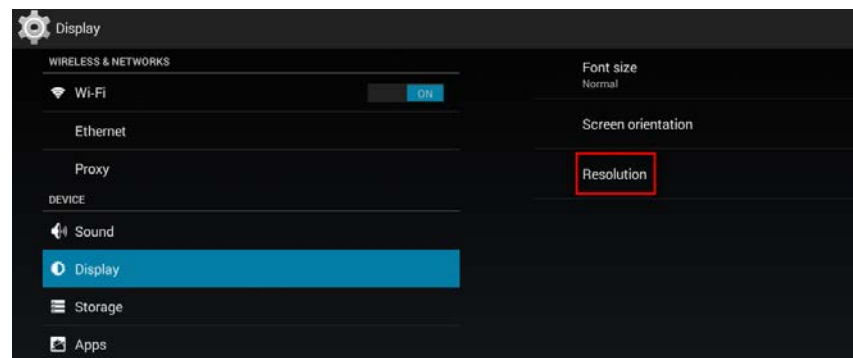 Display
WIRELESS & NETWORKS
Wi-Fi
ON
Ethernet
Proxy
DEVICE
Sound
Display
Storage
Apps
Font size
Normal
Screen orientation
Resolution